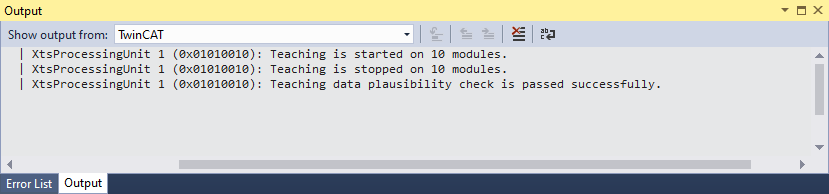 Output
Show output from: TwinCAT
| XtsProcessingUnit 1 (0x01010010): Teaching is started on 10 modules.
| XtsProcessingUnit 1 (0x01010010): Teaching is stopped on 10 modules.
| XtsProcessingUnit 1 (0x01010010): Teaching data plausibility check is passed successfully.
Error List Output